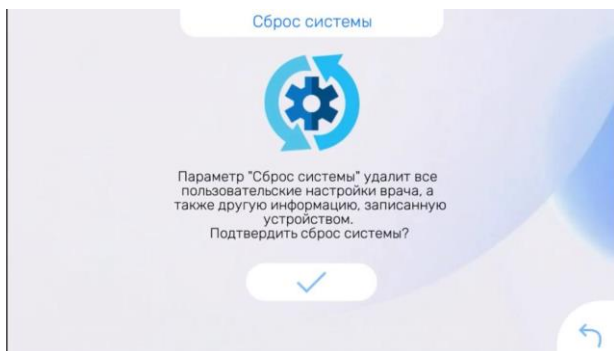 Сброс системы
Параметр "Сброс системы" удалит все
пользовательские настройки врача, а
также другую информацию, записанную
устройством.
Подтвердить сброс системы?